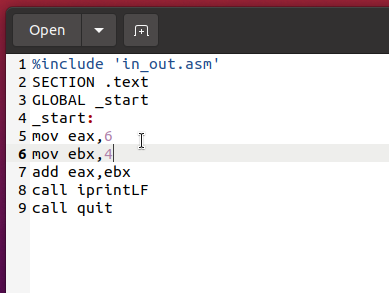 Open
1 %include 'in_out.asm'
2 SECTION .text
3 GLOBAL _start
4 _start:
5 mov eax,6
6 mov ebx,4
7 add eax,ebx
8 call iprintLF
9 call quit